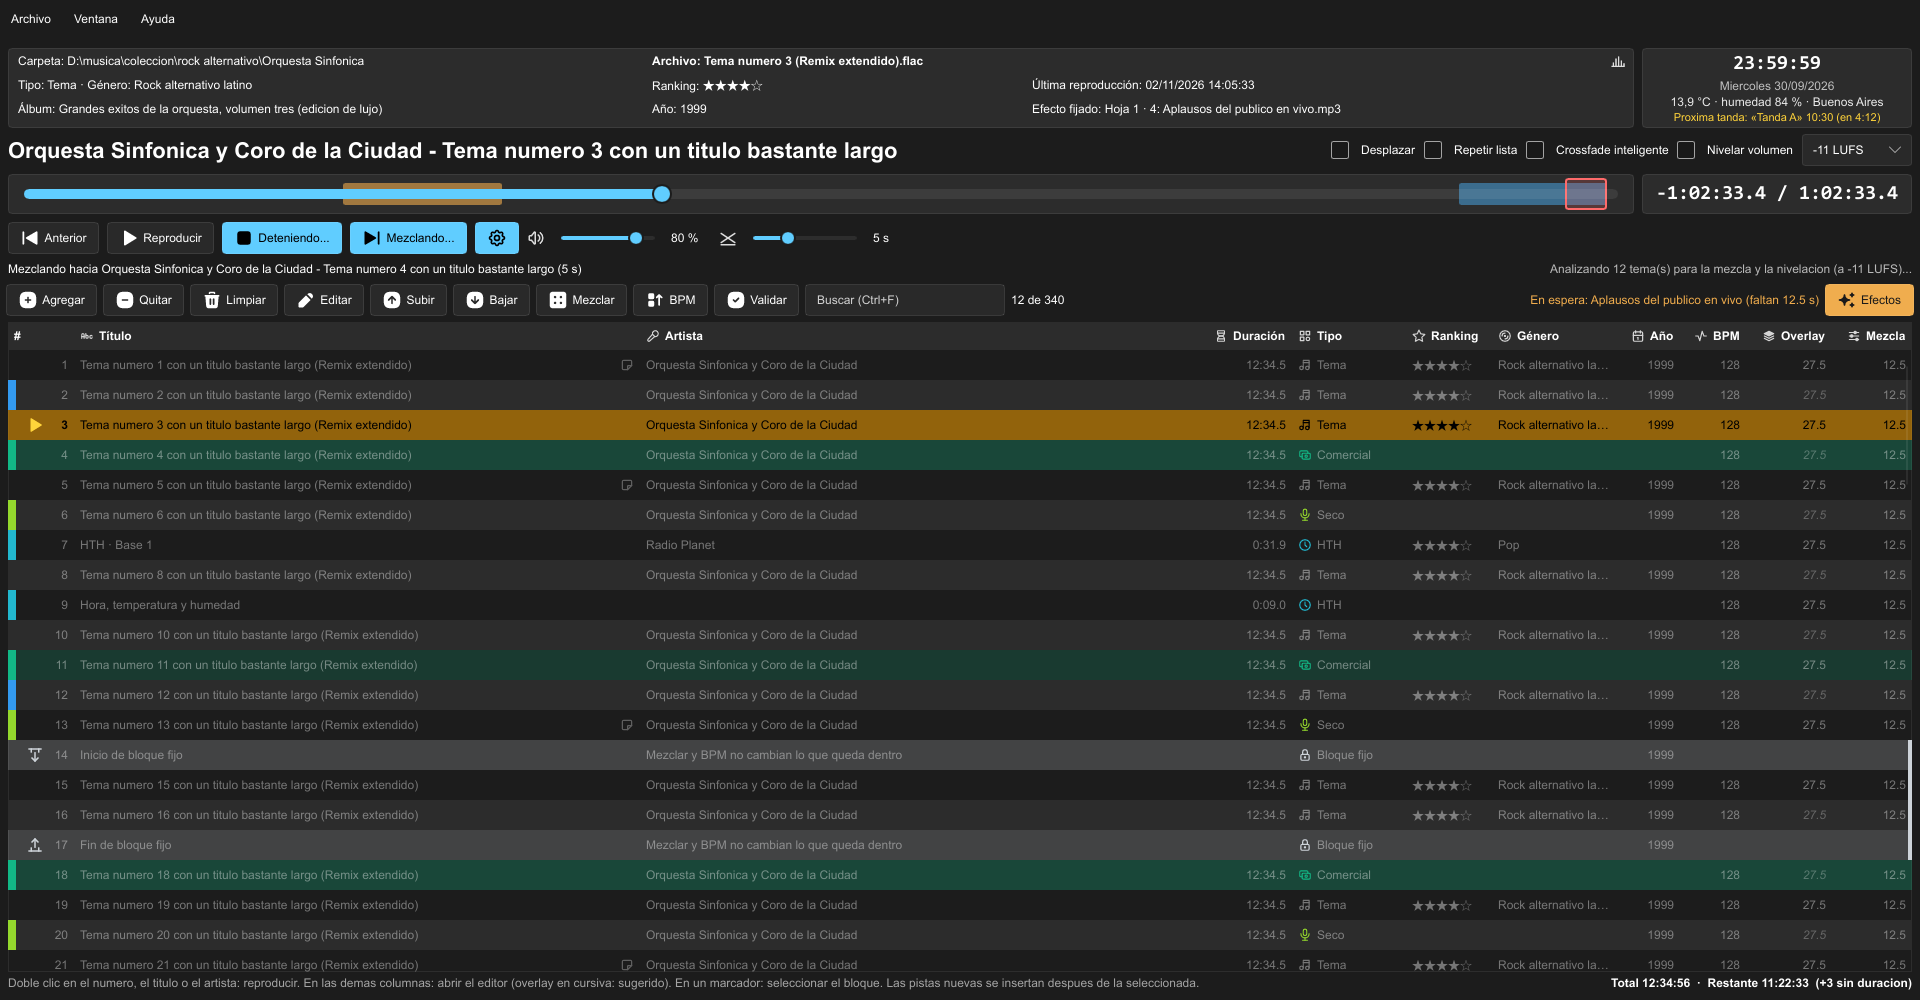 Archivo Ventana Ayuda
Carpeta: D:\musica\coleccion\rock alternativo\Orquesta Sinfonica
Archivo: Tema numero 3 (Remix extendido).flac
Tipo: Tema · Género: Rock alternativo latino
Ranking: ★★★★☆
Última reproducción: 02/11/2026 14:05:33
Álbum: Grandes exitos de la orquesta, volumen tres (edicion de lujo)
Año: 1999
Efecto fijado: Hoja 1 · 4: Aplausos del publico en vivo.mp3
23:59:59
Miercoles 30/09/2026
13,9 °C · humedad 84 % · Buenos Aires
Proxima tanda: «Tanda A» 10:30 (en 4:12)
Orquesta Sinfonica y Coro de la Ciudad - Tema numero 3 con un titulo bastante largo
Desplazar Repetir lista Crossfade inteligente Nivelar volumen -11 LUFS
-1:02:33.4 / 1:02:33.4
Anterior Reproducir Deteniendo... Mezclando... 80 % 5 s
Mezclando hacia Orquesta Sinfonica y Coro de la Ciudad - Tema numero 4 con un titulo bastante largo (5 s)
Analizando 12 tema(s) para la mezcla y la nivelacion (a -11 LUFS)...
Agregar Quitar Limpiar Editar Subir Bajar Mezclar BPM Validar Buscar (Ctrl+F) 12 de 340
En espera: Aplausos del publico en vivo (faltan 12.5 s) Efectos
# Abc Título Artista Duración Tipo Ranking Género Año BPM Overlay Mezcla
1 Tema numero 1 con un titulo bastante largo (Remix extendido) Orquesta Sinfonica y Coro de la Ciudad 12:34.5 Tema ★★★★☆ Rock alternativo la... 1999 128 27.5 12.5
2 Tema numero 2 con un titulo bastante largo (Remix extendido) Orquesta Sinfonica y Coro de la Ciudad 12:34.5 Tema ★★★★☆ Rock alternativo la... 1999 128 27.5 12.5
3 Tema numero 3 con un titulo bastante largo (Remix extendido) Orquesta Sinfonica y Coro de la Ciudad 12:34.5 Tema ★★★★☆ Rock alternativo la... 1999 128 27.5 12.5
4 Tema numero 4 con un titulo bastante largo (Remix extendido) Orquesta Sinfonica y Coro de la Ciudad 12:34.5 Comercial 128 27.5 12.5
5 Tema numero 5 con un titulo bastante largo (Remix extendido) Orquesta Sinfonica y Coro de la Ciudad 12:34.5 Tema ★★★★☆ Rock alternativo la... 1999 128 27.5 12.5
6 Tema numero 6 con un titulo bastante largo (Remix extendido) Orquesta Sinfonica y Coro de la Ciudad 12:34.5 Seco 1999 128 27.5 12.5
7 HTH · Base 1 Radio Planet 0:31.9 HTH ★★★★☆ Pop 128 27.5 12.5
8 Tema numero 8 con un titulo bastante largo (Remix extendido) Orquesta Sinfonica y Coro de la Ciudad 12:34.5 Tema ★★★★☆ Rock alternativo la... 1999 128 27.5 12.5
9 Hora, temperatura y humedad 0:09.0 HTH 128 27.5 12.5
10 Tema numero 10 con un titulo bastante largo (Remix extendido) Orquesta Sinfonica y Coro de la Ciudad 12:34.5 Tema ★★★★☆ Rock alternativo la... 1999 128 27.5 12.5
11 Tema numero 11 con un titulo bastante largo (Remix extendido) Orquesta Sinfonica y Coro de la Ciudad 12:34.5 Comercial 128 27.5 12.5
12 Tema numero 12 con un titulo bastante largo (Remix extendido) Orquesta Sinfonica y Coro de la Ciudad 12:34.5 Tema ★★★★☆ Rock alternativo la... 1999 128 27.5 12.5
13 Tema numero 13 con un titulo bastante largo (Remix extendido) Orquesta Sinfonica y Coro de la Ciudad 12:34.5 Seco 1999 128 27.5 12.5
14 Inicio de bloque fijo Mezclar y BPM no cambian lo que queda dentro Bloque fijo 1999
15 Tema numero 15 con un titulo bastante largo (Remix extendido) Orquesta Sinfonica y Coro de la Ciudad 12:34.5 Tema ★★★★☆ Rock alternativo la... 1999 128 27.5 12.5
16 Tema numero 16 con un titulo bastante largo (Remix extendido) Orquesta Sinfonica y Coro de la Ciudad 12:34.5 Tema ★★★★☆ Rock alternativo la... 1999 128 27.5 12.5
17 Fin de bloque fijo Mezclar y BPM no cambian lo que queda dentro Bloque fijo 1999
18 Tema numero 18 con un titulo bastante largo (Remix extendido) Orquesta Sinfonica y Coro de la Ciudad 12:34.5 Comercial 128 27.5 12.5
19 Tema numero 19 con un titulo bastante largo (Remix extendido) Orquesta Sinfonica y Coro de la Ciudad 12:34.5 Tema ★★★★☆ Rock alternativo la... 1999 128 27.5 12.5
20 Tema numero 20 con un titulo bastante largo (Remix extendido) Orquesta Sinfonica y Coro de la Ciudad 12:34.5 Seco 1999 128 27.5 12.5
21 Tema numero 21 con un titulo bastante largo (Remix extendido) Orquesta Sinfonica y Coro de la Ciudad 12:34.5 Tema ★★★★☆ Rock alternativo la... 1999 128 27.5 12.5
Doble clic en el numero, el titulo o el artista: reproducir. En las demas columnas: abrir el editor (overlay en cursiva: sugerido). En un marcador: seleccionar el bloque. Las pistas nuevas se insertan despues de la seleccionada.
Total 12:34:56 · Restante 11:22:33 (+3 sin duracion)